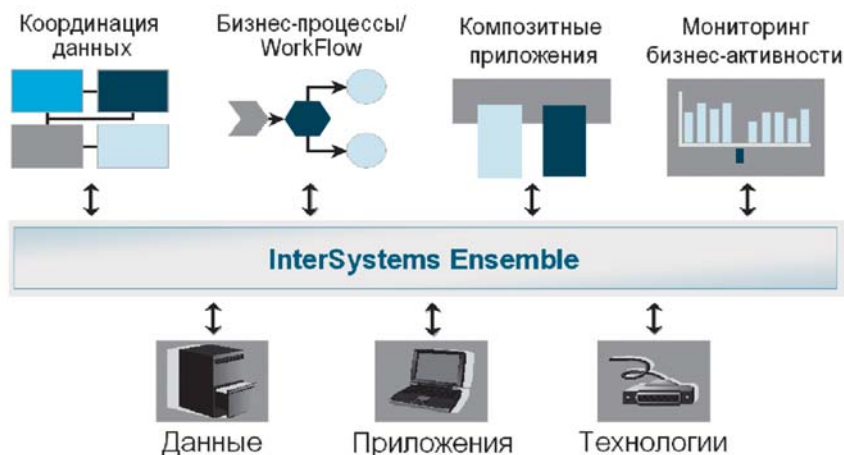 Координация
данных
Бизнес-процессы/
WorkFlow
Композитные
приложения
Мониторинг
бизнес-активности
InterSystems Ensemble
Данные
Приложения
Технологии